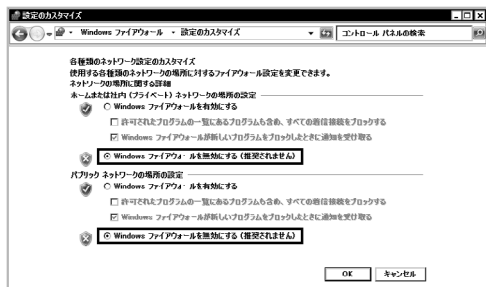 設定のカスタマイズ
Windows ファイアウォール ・ 設定のカスタマイズ
コントロール パネルの検索
各種類のネットワーク設定のカスタマイズ
使用する各種類のネットワークの場所に対するファイアウォール設定を変更できます。
ネットワークの場所に関する詳細
ホームまたは社内 (プライベート) ネットワークの場所の設定
Windows ファイアウォールを有効にする
許可されたプログラムの一覧にあるプログラムも含め、すべての着信接続をブロックする
Windows ファイアウォールが新しいプログラムをブロックしたときに通知を受け取る
Windows ファイアウォールを無効にする (推奨されません)
パブリック ネットワークの場所の設定
Windows ファイアウォールを有効にする
許可されたプログラムの一覧にあるプログラムも含め、すべての着信接続をブロックする
Windows ファイアウォールが新しいプログラムをブロックしたときに通知を受け取る
Windows ファイアウォールを無効にする (推奨されません)
OK キャンセル